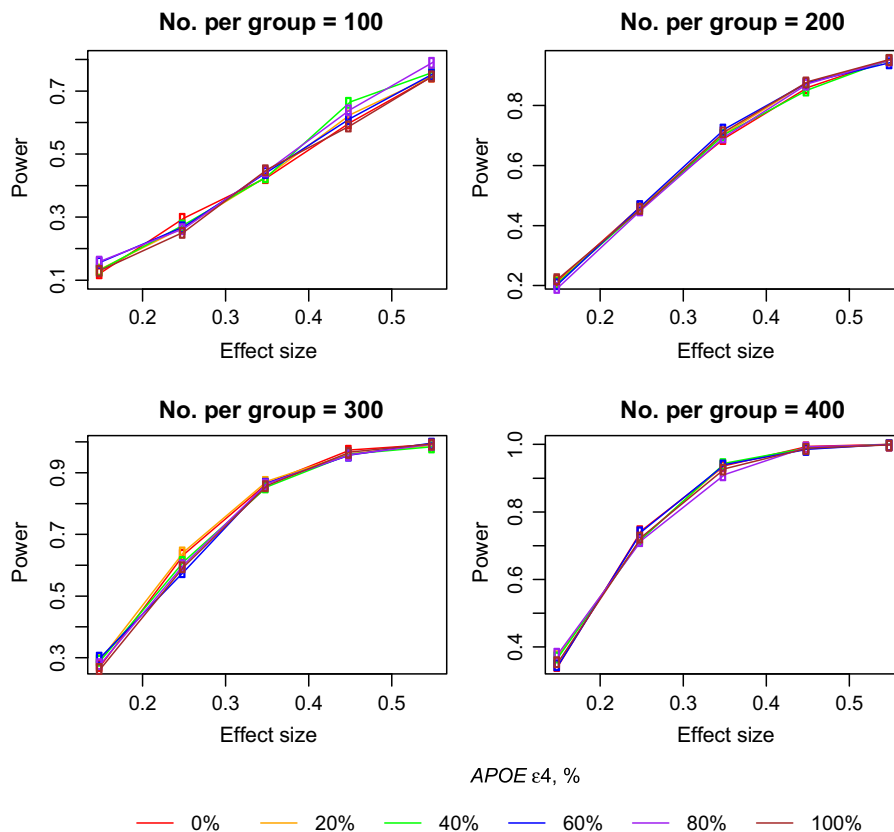 No. per group = 100
Power
0.7
0.5
0.3
0.1
0.2 0.3 0.4 0.5
Effect size
No. per group = 200
Power
0.8
0.6
0.4
0.2
0.2 0.3 0.4 0.5
Effect size
No. per group = 300
Power
0.9
0.7
0.5
0.3
0.2 0.3 0.4 0.5
Effect size
No. per group = 400
Power
1.0
0.8
0.6
0.4
0.2 0.3 0.4 0.5
Effect size
APOE ε4, %
0% 20% 40% 60% 80% 100%